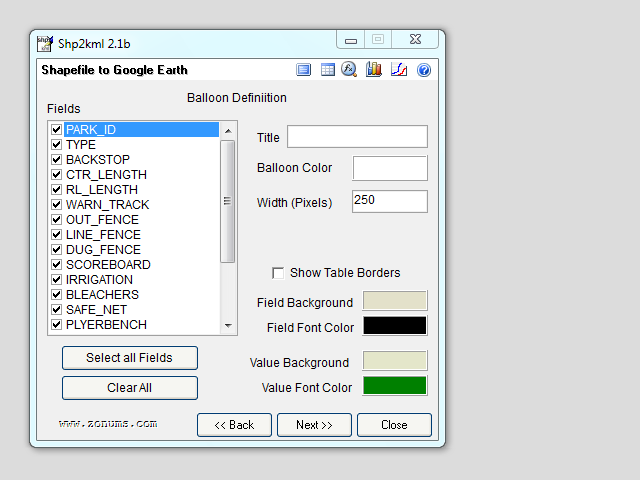 Shp2kml 2.1b
Shapefile to Google Earth
Balloon Definiition
Fields
PARK_ID
TYPE
BACKSTOP
CTR_LENGTH
RL_LENGTH
WARN_TRACK
OUT_FENCE
LINE_FENCE
DUG_FENCE
SCOREBOARD
IRRIGATION
BLEACHERS
SAFE_NET
PLYERBENCH
Select all Fields
Clear All
www.zonums.com
Title
Balloon Color
Width (Pixels) 250
Show Table Borders
Field Background
Field Font Color
Value Background
Value Font Color
<< Back Next >> Close